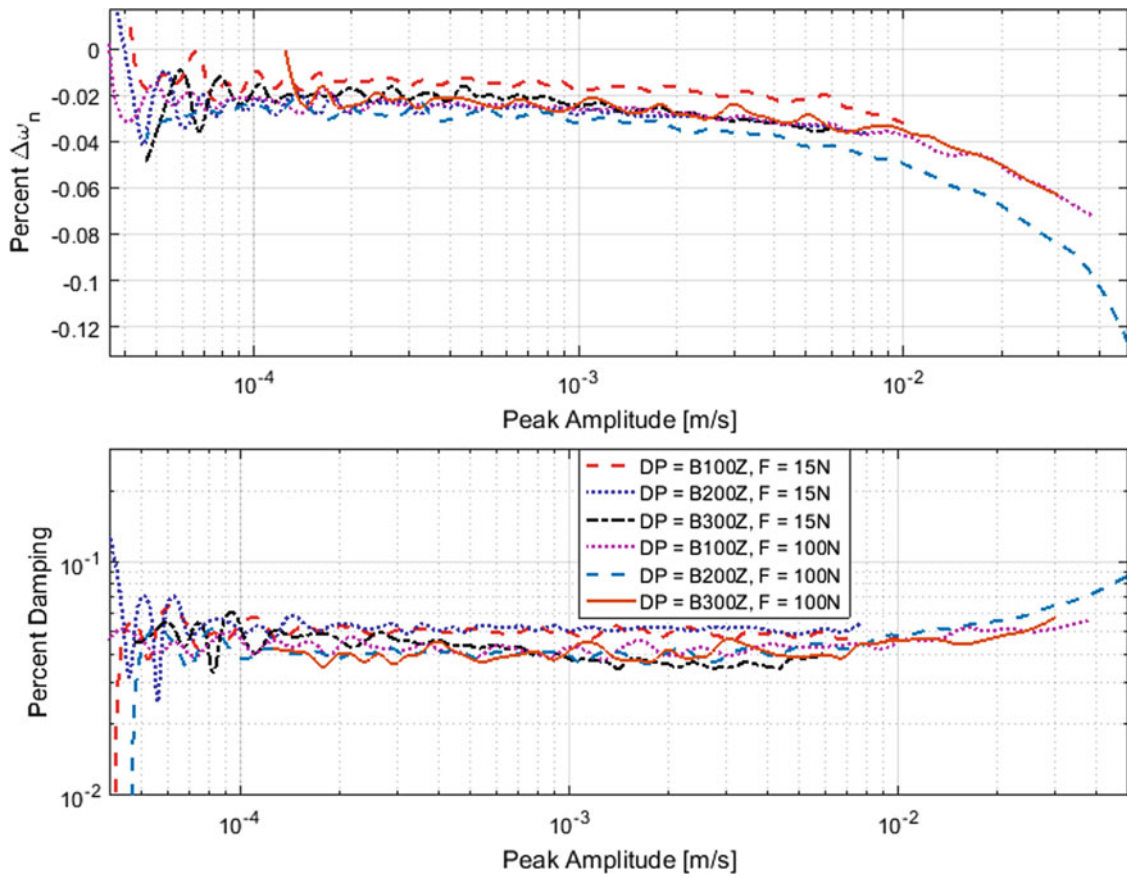 0
-0.02
-0.04
-0.06
-0.08
-0.1
-0.12
Percent Δωn
10-4
10-3
10-2
Peak Amplitude [m/s]
DP = B100Z, F = 15N
DP = B200Z, F = 15N
DP = B300Z, F = 15N
DP = B100Z, F = 100N
DP = B200Z, F = 100N
DP = B300Z, F = 100N
10-1
10-2
Percent Damping
10-4
10-3
10-2
Peak Amplitude [m/s]